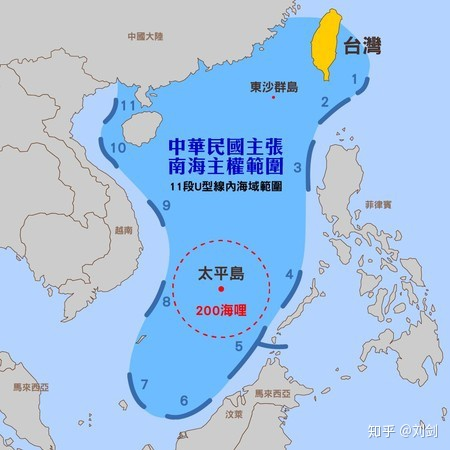 中國大陸
台灣
1
東沙群島
2
11
10
中華民國主張
南海主權範圍
11段U型線內海域範圍
3
9
越南
菲律賓
太平島
4
8
200海哩
5
7
6
馬來西亞
汶萊
馬來西亞
知乎 @刘剑